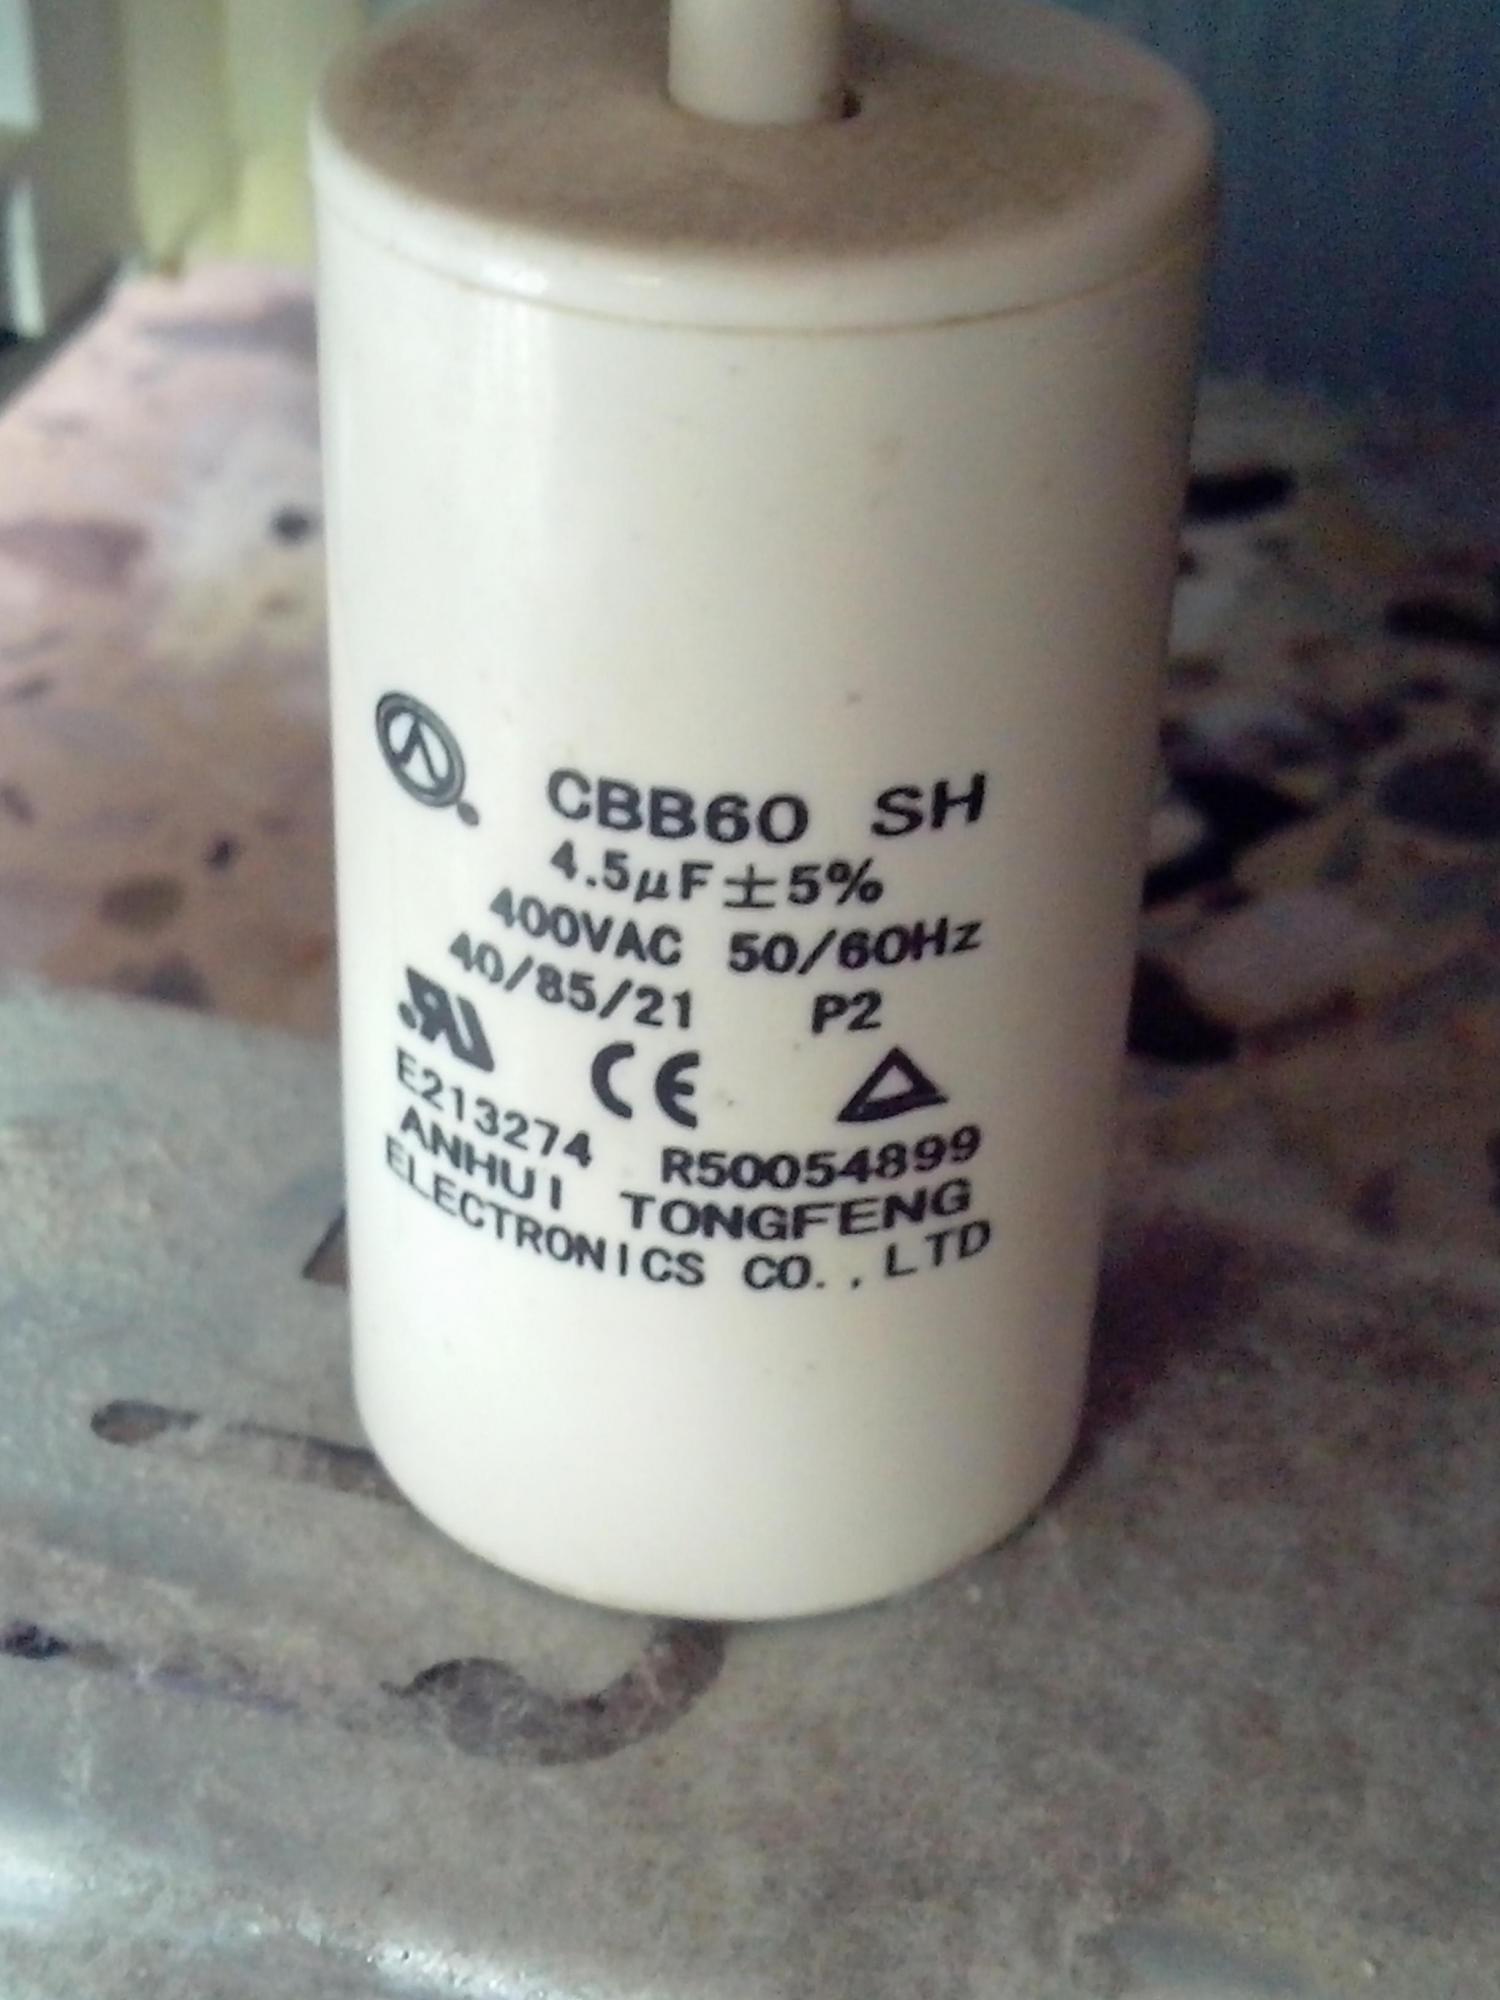 CBB60 SH
4.5μF±5%
400VAC 50/60Hz
40/85/21 P2
E213274 R50054899
ANHUI TONGFENG
ELECTRONICS CO.,LTD